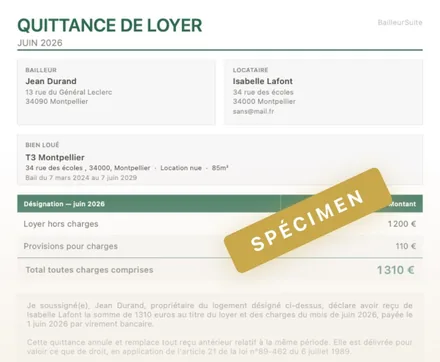 QUITTANCE DE LOYER
BailleurSuite
JUIN 2026
BAILLEUR
Jean Durand
13 rue du Général Leclerc
34090 Montpellier
LOCATAIRE
Isabelle Lafont
34 rue des écoles
34000 Montpellier
sans@mail.fr
BIEN LOUÉ
T3 Montpellier
34 rue des écoles , 34000, Montpellier · Location nue · 85m²
Bail du 7 mars 2024 au 7 juin 2029
Désignation — juin 2026 Montant
Loyer hors charges 1 200 €
Provisions pour charges 110 €
Total toutes charges comprises 1 310 €
SPÉCIMEN
Je soussigné(e), Jean Durand, propriétaire du logement désigné ci-dessus, déclare avoir reçu de
Isabelle Lafont la somme de 1310 euros au titre du loyer et des charges du mois de juin 2026, payée le
1 juin 2026 par virement bancaire.
Cette quittance annule et remplace tout reçu antérieur relatif à la même période. Elle est délivrée pour
valoir ce que de droit, en application de l'article 21 de la loi n°89-462 du 6 juillet 1989.